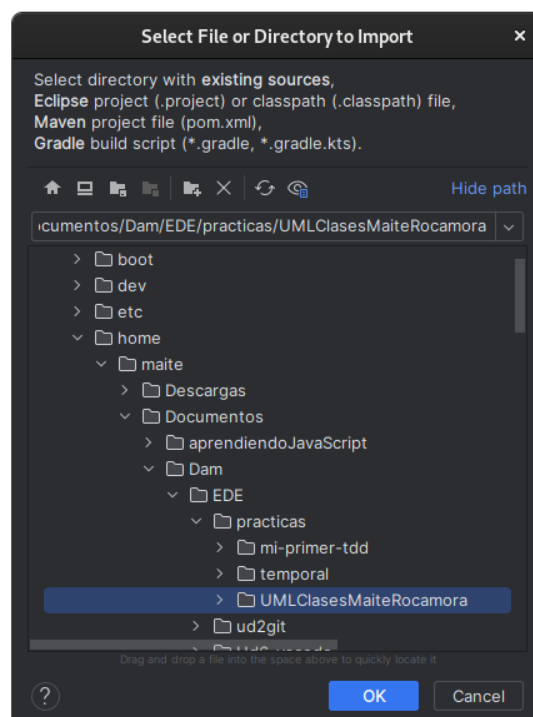 Select File or Directory to Import
Select directory with existing sources,
Eclipse project (.project) or classpath (.classpath) file,
Maven project file (pom.xml),
Gradle build script (*.gradle, *.gradle.kts).
Hide path
cumentos/Dam/EDE/practicas/UMLClasesMaiteRocamora
boot
dev
etc
home
maite
Descargas
Documentos
aprendiendoJavaScript
Dam
EDE
practicas
mi-primer-tdd
temporal
UMLClasesMaiteRocamora
ud2git
Drag and drop a file into the space above to quickly locate it
?
OK Cancel